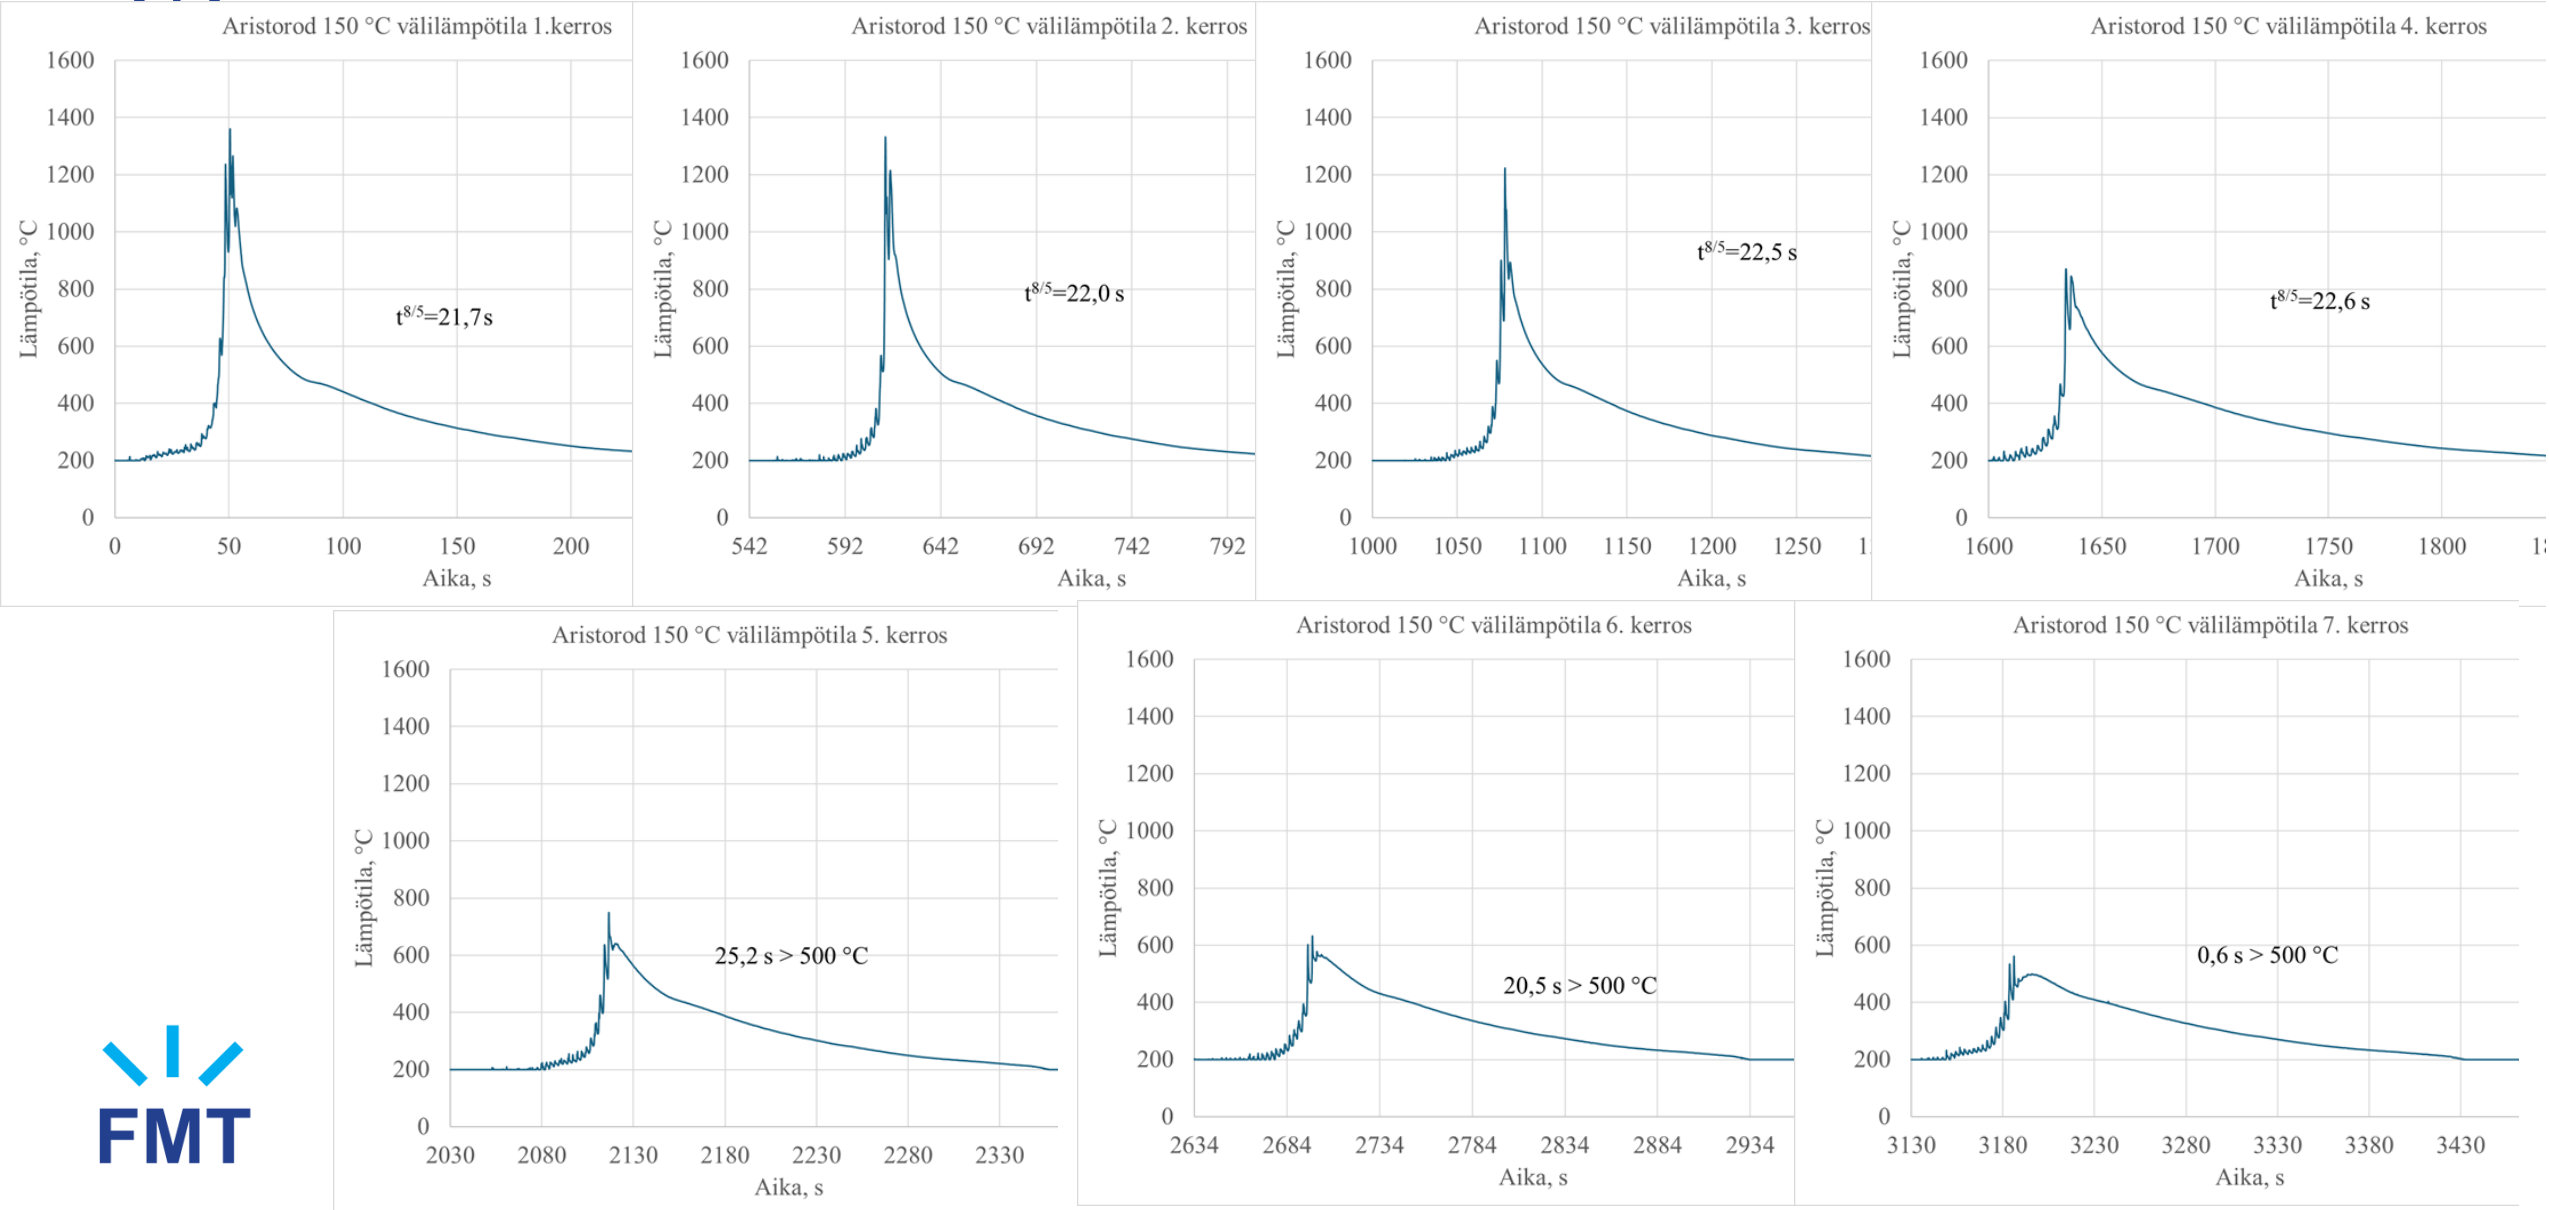 Aristorod 150 °C välilämpötila 1.kerros
1600
1400
1200
1000
800
600
400
200
0
Lämpötila, °C
t8/5=21,7s
0 50 100 150 200
Aika, s
Aristorod 150 °C välilämpötila 2. kerros
1600
1400
1200
1000
800
600
400
200
0
Lämpötila, °C
t8/5=22,0 s
542 592 642 692 742 792
Aika, s
Aristorod 150 °C välilämpötila 3. kerros
1600
1400
1200
1000
800
600
400
200
0
Lämpötila, °C
t8/5=22,5 s
1000 1050 1100 1150 1200 1250
Aika, s
Aristorod 150 °C välilämpötila 4. kerros
1600
1400
1200
1000
800
600
400
200
0
Lämpötila, °C
t8/5=22,6 s
1600 1650 1700 1750 1800
Aika, s
Aristorod 150 °C välilämpötila 5. kerros
1600
1400
1200
1000
800
600
400
200
0
Lämpötila, °C
25,2 s > 500 °C
2030 2080 2130 2180 2230 2280 2330
Aika, s
Aristorod 150 °C välilämpötila 6. kerros
1600
1400
1200
1000
800
600
400
200
0
Lämpötila, °C
20,5 s > 500 °C
2634 2684 2734 2784 2834 2884 2934
Aika, s
Aristorod 150 °C välilämpötila 7. kerros
1600
1400
1200
1000
800
600
400
200
0
Lämpötila, °C
0,6 s > 500 °C
3130 3180 3230 3280 3330 3380 3430
Aika, s
FMT